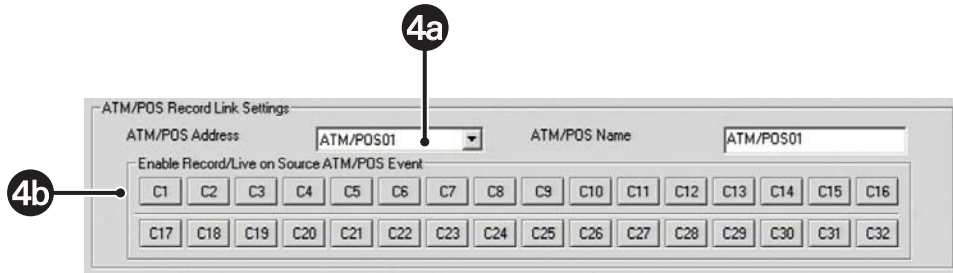 4a
ATM/POS Record Link Settings
ATM/POS Address ATM/POS01 ATM/POS Name ATM/POS01
Enable Record/Live on Source ATM/POS Event
4b
C1 C2 C3 C4 C5 C6 C7 C8 C9 C10 C11 C12 C13 C14 C15 C16
C17 C18 C19 C20 C21 C22 C23 C24 C25 C26 C27 C28 C29 C30 C31 C32